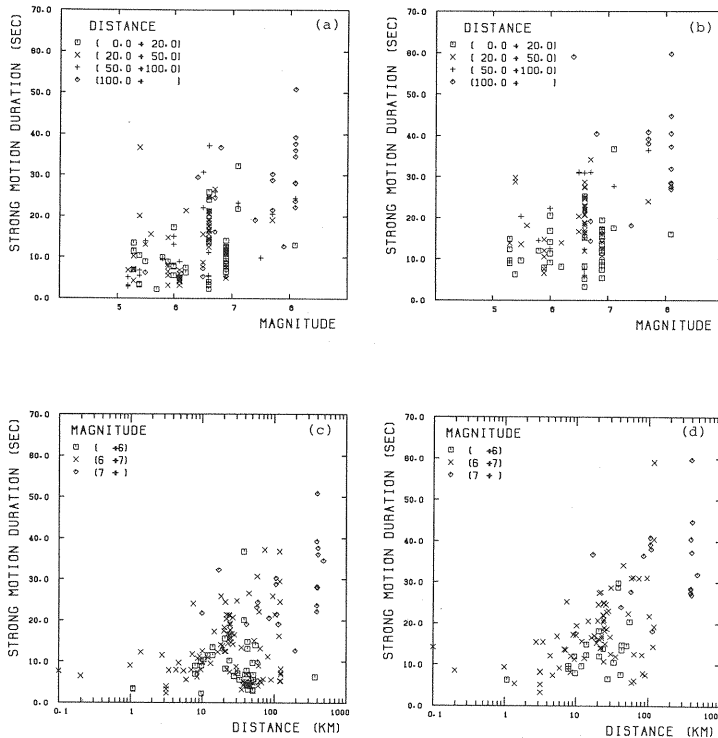 70.0
60.0
50.0
40.0
30.0
20.0
10.0
0.0
STRONG MOTION DURATION (SEC)
DISTANCE
( 0.0 + 20.0)
( 20.0 + 50.0)
( 50.0 +100.0)
(100.0 + )
(a)
5 6 7 8
MAGNITUDE
70.0
60.0
50.0
40.0
30.0
20.0
10.0
0.0
STRONG MOTION DURATION (SEC)
DISTANCE
( 0.0 + 20.0)
( 20.0 + 50.0)
( 50.0 +100.0)
(100.0 + )
(b)
5 6 7 8
MAGNITUDE
70.0
60.0
50.0
40.0
30.0
20.0
10.0
0.0
STRONG MOTION DURATION (SEC)
MAGNITUDE
( +6)
(6 +7)
(7 + )
(c)
0.1 1 10 100 1000
DISTANCE (KM)
70.0
60.0
50.0
40.0
30.0
20.0
10.0
0.0
STRONG MOTION DURATION (SEC)
MAGNITUDE
( +6)
(6 +7)
(7 + )
(d)
0.1 1 10 100
DISTANCE (KM)